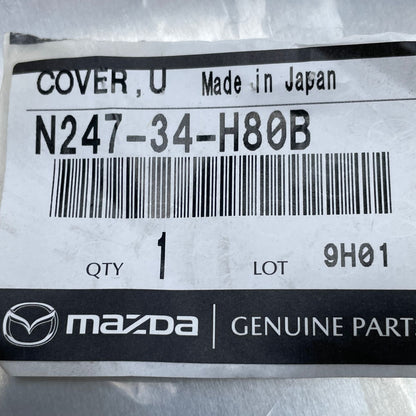 COVER,U Made in Japan
N247-34-H80B
QTY 1 LOT 9H01
mazda GENUINE PARTS